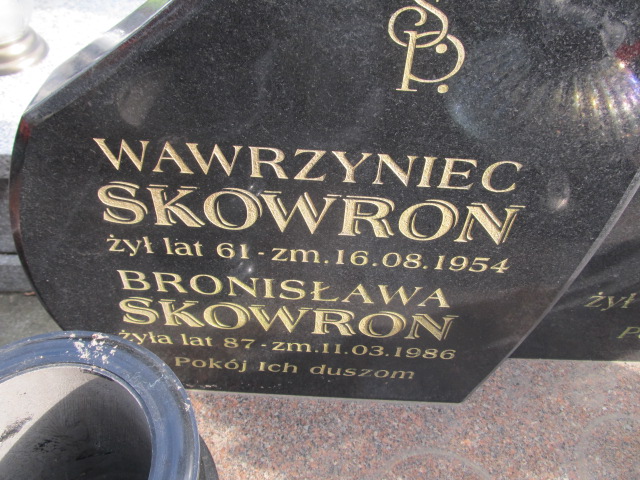 Ś.P.
WAWRZYNIEC
SKOWRON
żył lat 61 - zm. 16.08.1954
BRONISŁAWA
SKOWRON
żyła lat 87 - zm. 11.03.1986
Pokój Ich duszom
żył